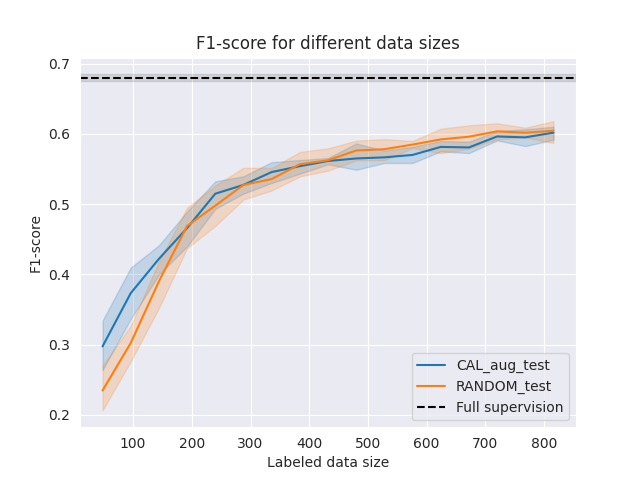 F1-score for different data sizes
0.7
0.6
0.5
0.4
0.3
0.2
F1-score
CAL_aug_test
RANDOM_test
Full supervision
100 200 300 400 500 600 700 800
Labeled data size